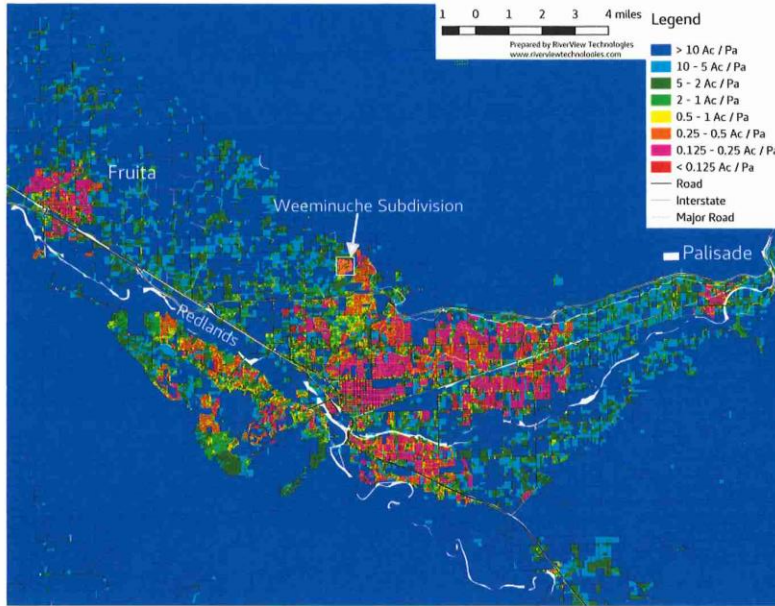 1 0 1 2 3 4 miles
Prepared by RiverView Technologies
www.riverviewtechnologies.com
Legend
> 10 Ac / Pa
10 - 5 Ac / Pa
5 - 2 Ac / Pa
2 - 1 Ac / Pa
0.5 - 1 Ac / Pa
0.25 - 0.5 Ac / Pa
0.125 - 0.25 Ac / Pa
< 0.125 Ac / Pa
Road
Interstate
Major Road
Fruita
Weeminuche Subdivision
Palisade
Redlands